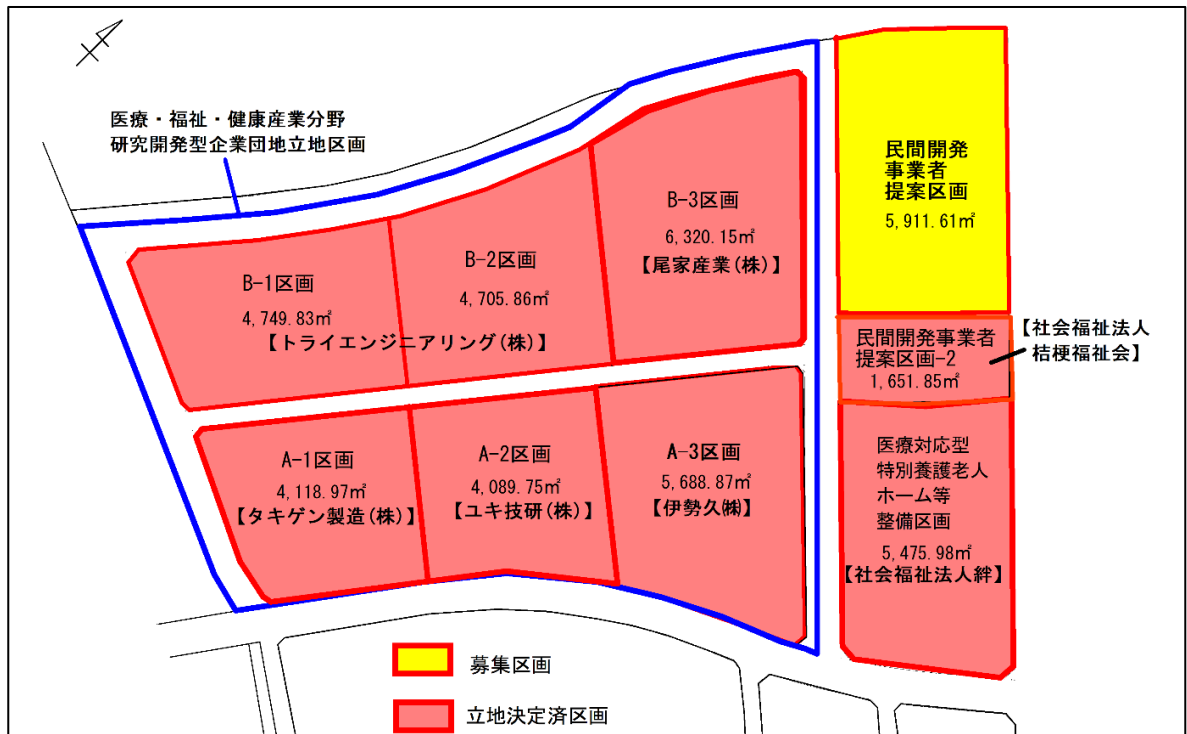 医療・福祉・健康産業分野
研究開発型企業団地立地区画
民間開発
事業者
提案区画
5,911.61㎡
B-3区画
6,320.15㎡
【尾家産業(株)】
B-2区画
4,705.86㎡
B-1区画
4,749.83㎡
【トライエンジニアリング(株)】
民間開発事業者
提案区画-2
1,651.85㎡
【社会福祉法人
桔梗福祉会】
A-1区画
4,118.97㎡
【タキゲン製造(株)】
A-2区画
4,089.75㎡
【ユキ技研(株)】
A-3区画
5,688.87㎡
【伊勢久㈱】
医療対応型
特別養護老人
ホーム等
整備区画
5,475.98㎡
【社会福祉法人絆】
募集区画
立地決定済区画